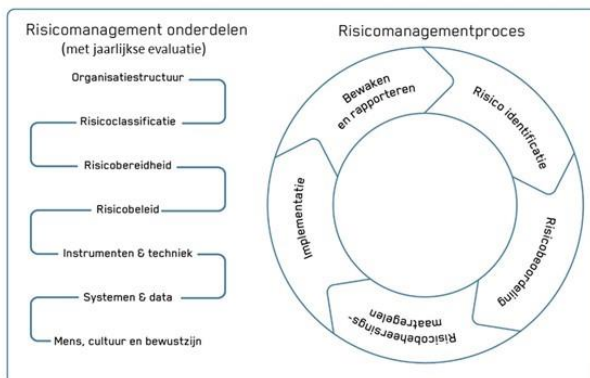 Risicomanagement onderdelen
(met jaarlijkse evaluatie)
Organisatiestructuur
Risicoclassificatie
Risicobereidheid
Risicobeleid
Instrumenten & techniek
Systemen & data
Mens, cultuur en bewustzijn
Risicomanagementproces
Bewaken
en rapporteren
Risico identificatie
Risicobeoordeling
Risicobeheersings-
maatregelen
Implementatie